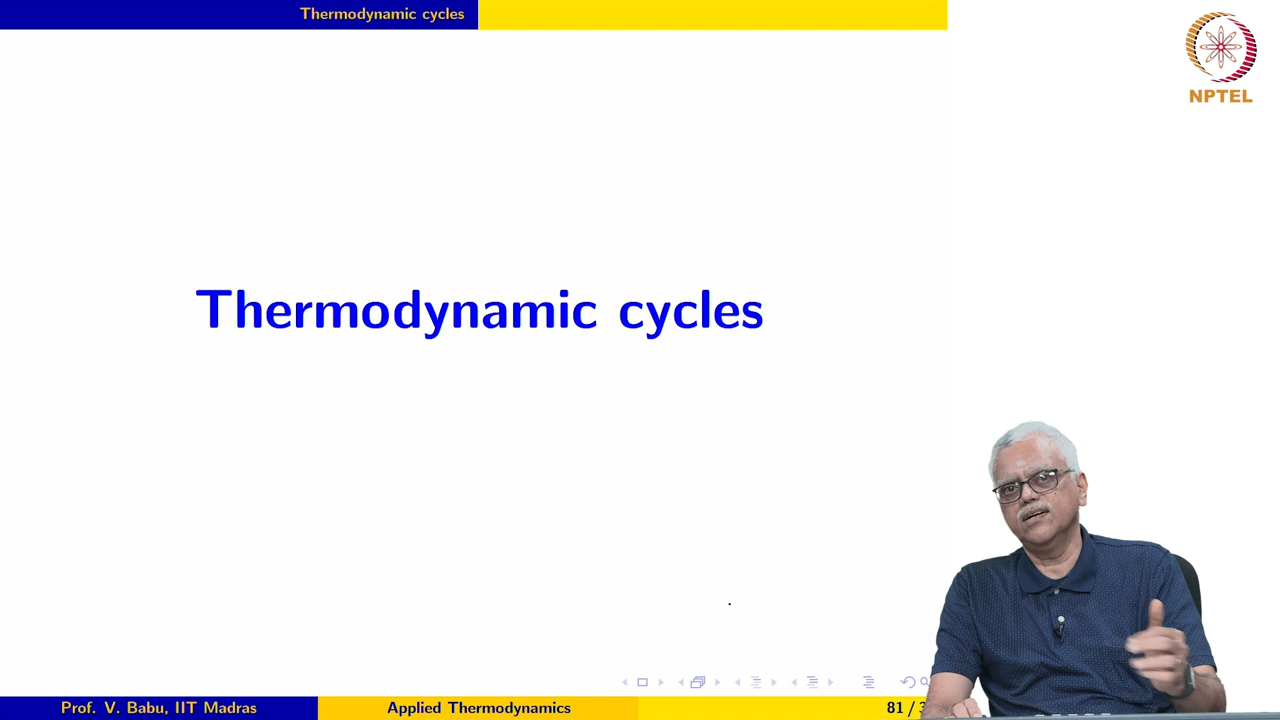 Thermodynamic cycles
NPTEL
Thermodynamic cycles
Prof. V. Babu, IIT Madras
Applied Thermodynamics
81 /